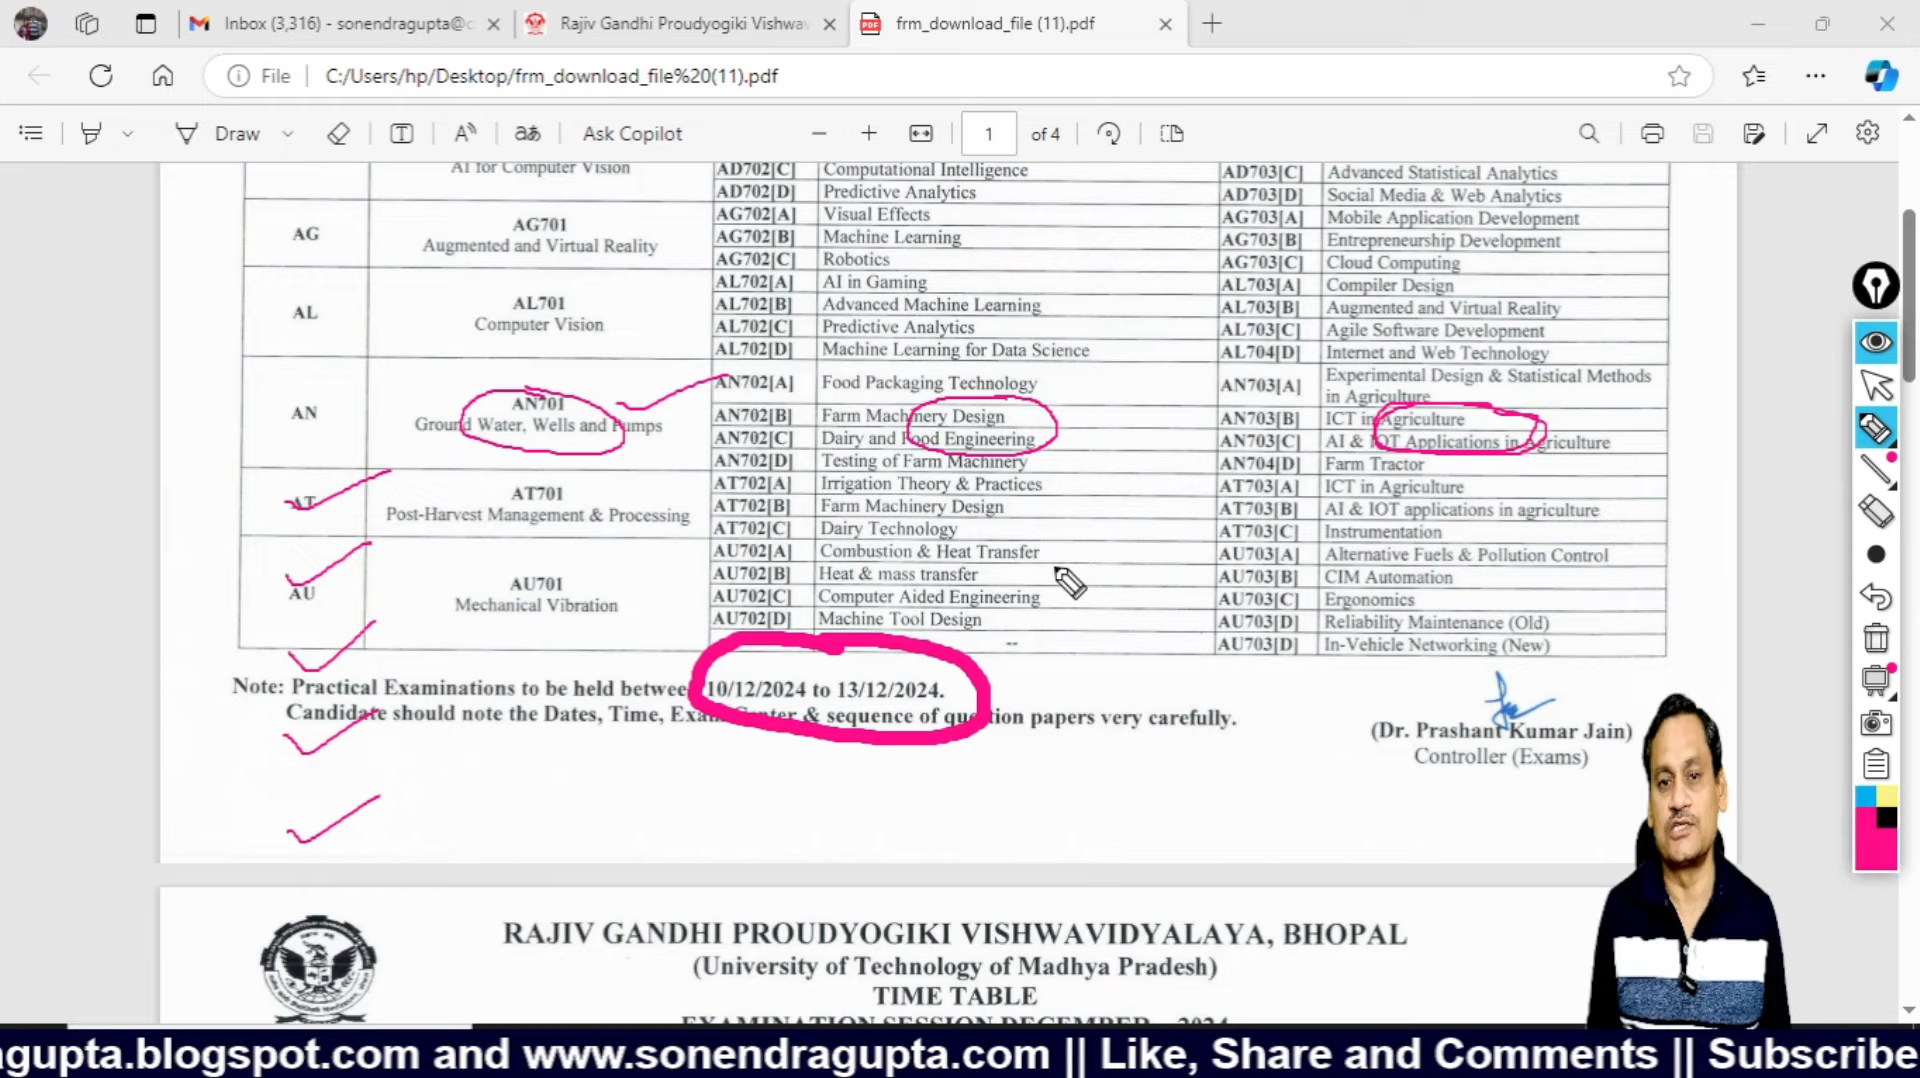 Inbox (3,316) - sonendragupta@
Rajiv Gandhi Proudyogiki Vishwav
frm_download_file (11).pdf
File
C:/Users/hp/Desktop/frm_download_file%20(11).pdf
Draw
Ask Copilot
1
of 4
AI for Computer Vision
AD702[C] Computational Intelligence AD703[C] Advanced Statistical Analytics
AD702[D] Predictive Analytics AD703[D] Social Media & Web Analytics
AG
AG701
Augmented and Virtual Reality
AG702[A] Visual Effects AG703[A] Mobile Application Development
AG702[B] Machine Learning AG703[B] Entrepreneurship Development
AG702[C] Robotics AG703[C] Cloud Computing
AL
AL701
Computer Vision
AL702[A] AI in Gaming AL703[A] Compiler Design
AL702[B] Advanced Machine Learning AL703[B] Augmented and Virtual Reality
AL702[C] Predictive Analytics AL703[C] Agile Software Development
AL702[D] Machine Learning for Data Science AL704[D] Internet and Web Technology
AN
AN701
Ground Water, Wells and Pumps
AN702[A] Food Packaging Technology AN703[A] Experimental Design & Statistical Methods
in Agriculture
AN702[B] Farm Machinery Design AN703[B] ICT in Agriculture
AN702[C] Dairy and Food Engineering AN703[C] AI & IOT Applications in Agriculture
AN702[D] Testing of Farm Machinery AN704[D] Farm Tractor
AT
AT701
Post-Harvest Management & Processing
AT702[A] Irrigation Theory & Practices AT703[A] ICT in Agriculture
AT702[B] Farm Machinery Design AT703[B] AI & IOT applications in agriculture
AT702[C] Dairy Technology AT703[C] Instrumentation
AU
AU701
Mechanical Vibration
AU702[A] Combustion & Heat Transfer AU703[A] Alternative Fuels & Pollution Control
AU702[B] Heat & mass transfer AU703[B] CIM Automation
AU702[C] Computer Aided Engineering AU703[C] Ergonomics
AU702[D] Machine Tool Design AU703[D] Reliability Maintenance (Old)
-- AU703[D] In-Vehicle Networking (New)
Note: Practical Examinations to be held between 10/12/2024 to 13/12/2024.
Candidate should note the Dates, Time, Exam Center & sequence of question papers very carefully.
(Dr. Prashant Kumar Jain)
Controller (Exams)
RAJIV GANDHI PROUDYOGIKI VISHWAVIDYALAYA, BHOPAL
(University of Technology of Madhya Pradesh)
TIME TABLE
EXAMINATION SESSION DECEMBER - 2024
agupta.blogspot.com and www.sonendragupta.com || Like, Share and Comments || Subscribe